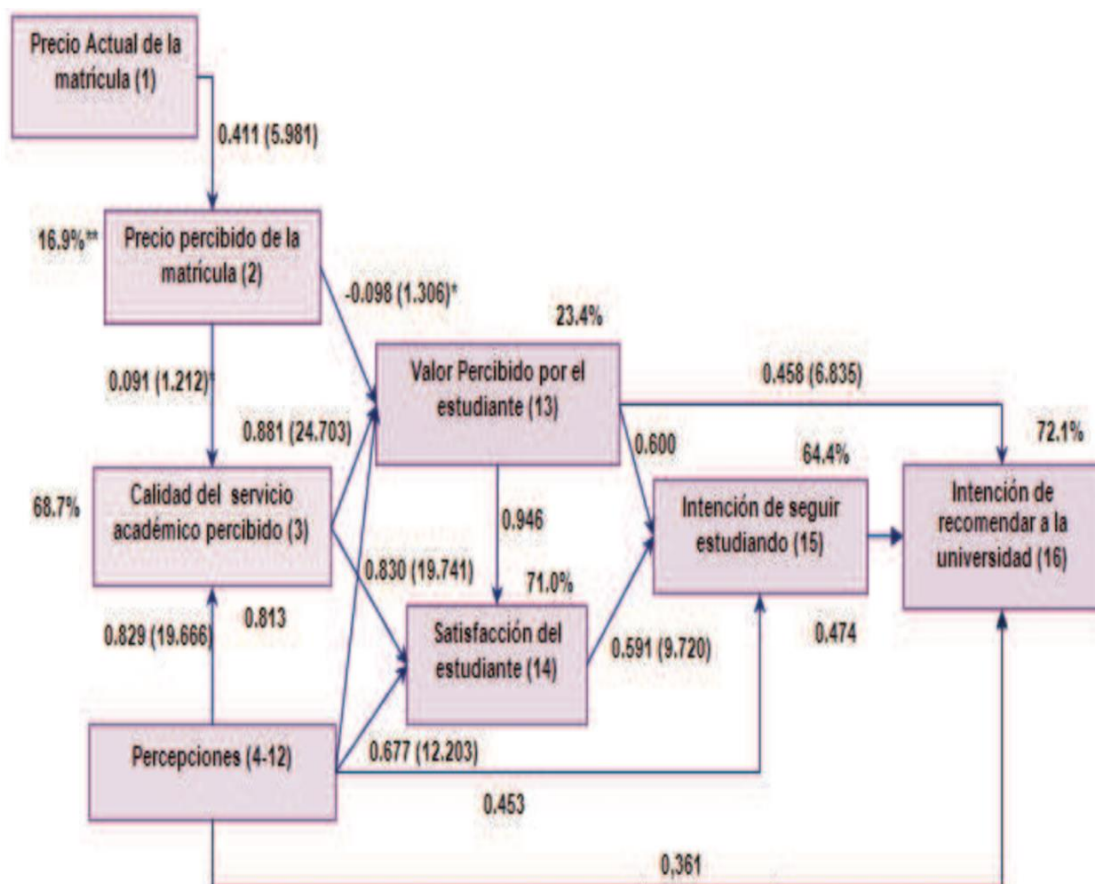 Precio Actual de la
matrícula (1)
0.411 (5.981)
16.9%**
Precio percibido de la
matrícula (2)
-0.098 (1.306)*
23.4%
0.091 (1.212)*
Valor Percibido por el
estudiante (13)
0.458 (6.835)
0.881 (24.703)
0.600
72.1%
64.4%
68.7%
Calidad del servicio
académico percibido (3)
0.946
Intención de seguir
estudiando (15)
Intención de
recomendar a la
universidad (16)
0.830 (19.741)
71.0%
0.829 (19.666)
0.813
Satisfacción del
estudiante (14)
0.591 (9.720)
0.474
Percepciones (4-12)
0.677 (12.203)
0.453
0,361